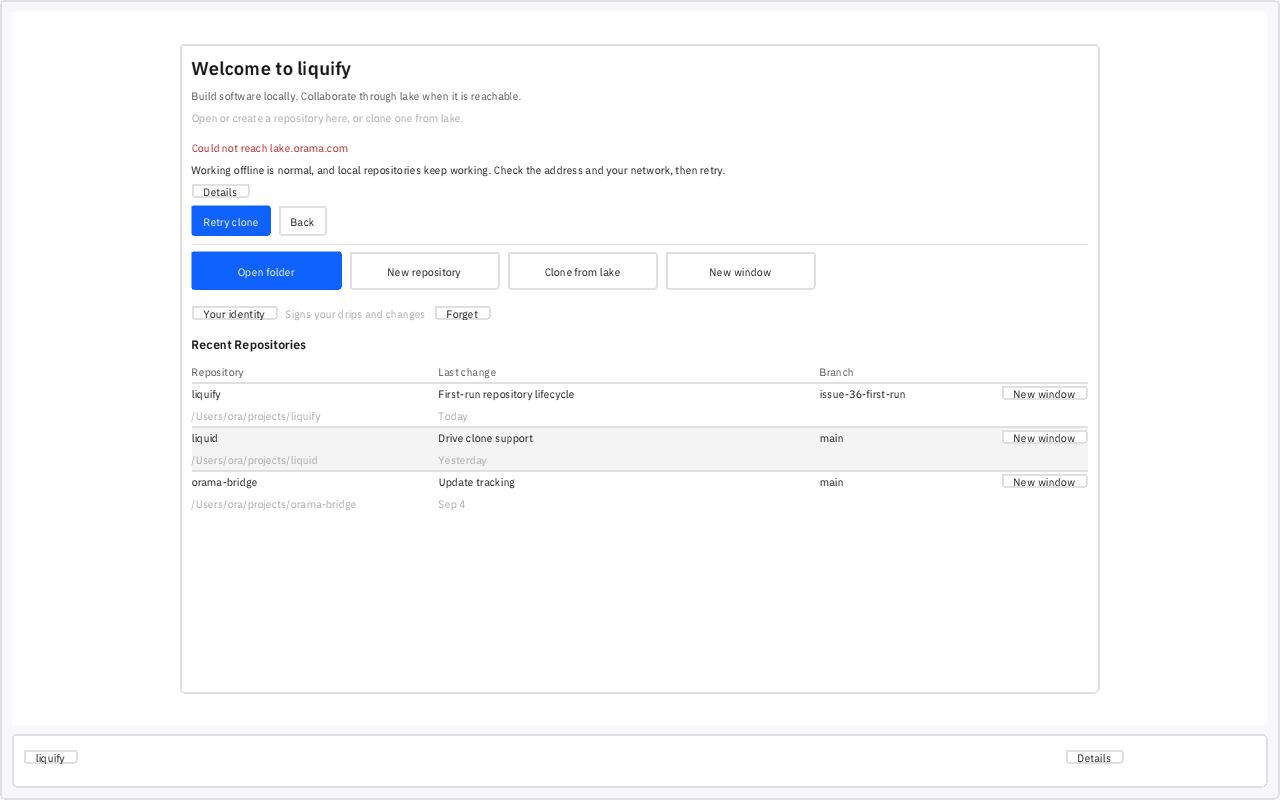 Welcome to liquify
Build software locally. Collaborate through lake when it is reachable.
Open or create a repository here, or clone one from lake.
Could not reach lake.orama.com
Working offline is normal, and local repositories keep working. Check the address and your network, then retry.
Details
Retry clone Back
Open folder New repository Clone from lake New window
Your identity Signs your drips and changes Forget
Recent Repositories
Repository Last change Branch
liquify First-run repository lifecycle issue-36-first-run New window
/Users/ora/projects/liquify Today
liquid Drive clone support main New window
/Users/ora/projects/liquid Yesterday
orama-bridge Update tracking main New window
/Users/ora/projects/orama-bridge Sep 4
liquify Details